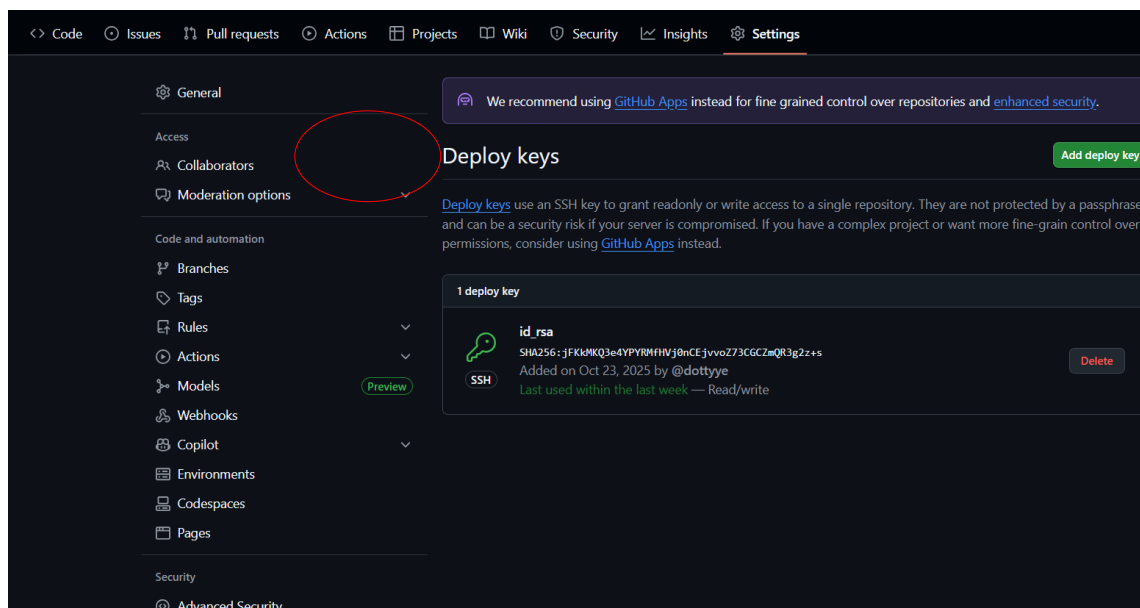 Code Issues Pull requests Actions Projects Wiki Security Insights Settings
General
Access
Collaborators
Moderation options
Code and automation
Branches
Tags
Rules
Actions
Models Preview
Webhooks
Copilot
Environments
Codespaces
Pages
Security
Advanced Security
We recommend using GitHub Apps instead for fine grained control over repositories and enhanced security.
Deploy keys
Add deploy key
Deploy keys use an SSH key to grant readonly or write access to a single repository. They are not protected by a passphrase
and can be a security risk if your server is compromised. If you have a complex project or want more fine-grain control over
permissions, consider using GitHub Apps instead.
1 deploy key
id_rsa
SHA256:jFKkMKQ3e4YPYRMfHVj0nCEjvvoZ73CGCZmQR3g2z+s
Added on Oct 23, 2025 by @dottyye
Last used within the last week — Read/write
SSH
Delete